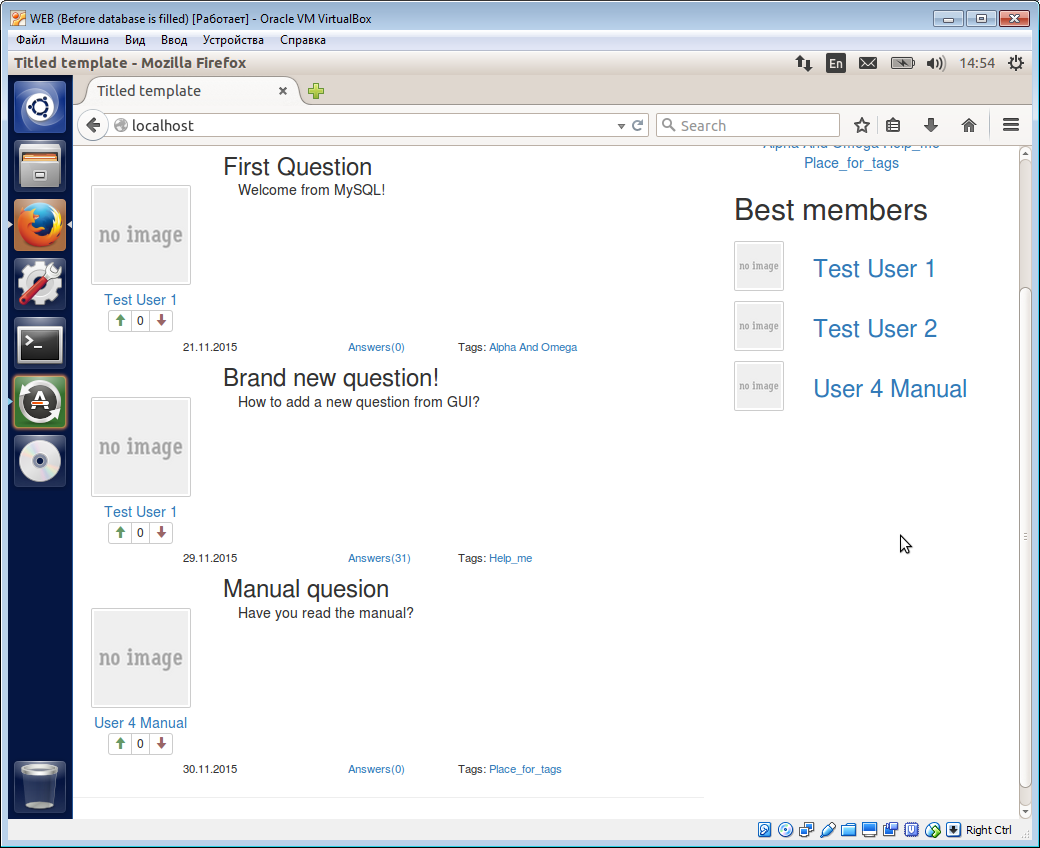 WEB (Before database is filled) [Работает] - Oracle VM VirtualBox
Файл Машина Вид Ввод Устройства Справка
Titled template - Mozilla Firefox
En
14:54
Titled template
localhost
Search
First Question
Welcome from MySQL!
no image
Test User 1
0
21.11.2015 Answers(0) Tags: Alpha And Omega
Brand new question!
How to add a new question from GUI?
no image
Test User 1
0
29.11.2015 Answers(31) Tags: Help_me
Manual quesion
Have you read the manual?
no image
User 4 Manual
0
30.11.2015 Answers(0) Tags: Place_for_tags
Alpha And Omega Help_me
Place_for_tags
Best members
no image
Test User 1
no image
Test User 2
no image
User 4 Manual
Right Ctrl